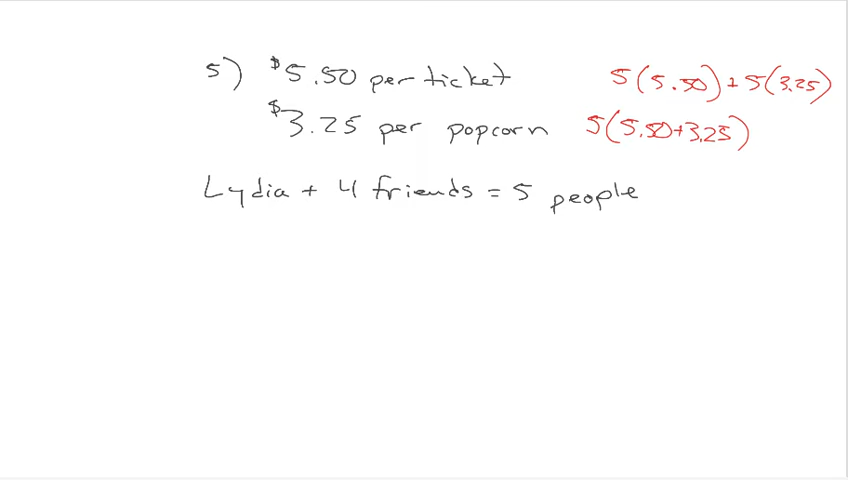 5) $5.50 per ticket 5(5.50)+5(3.25)
$3.25 per popcorn 5(5.50+3.25)
Lydia + 4 friends = 5 people